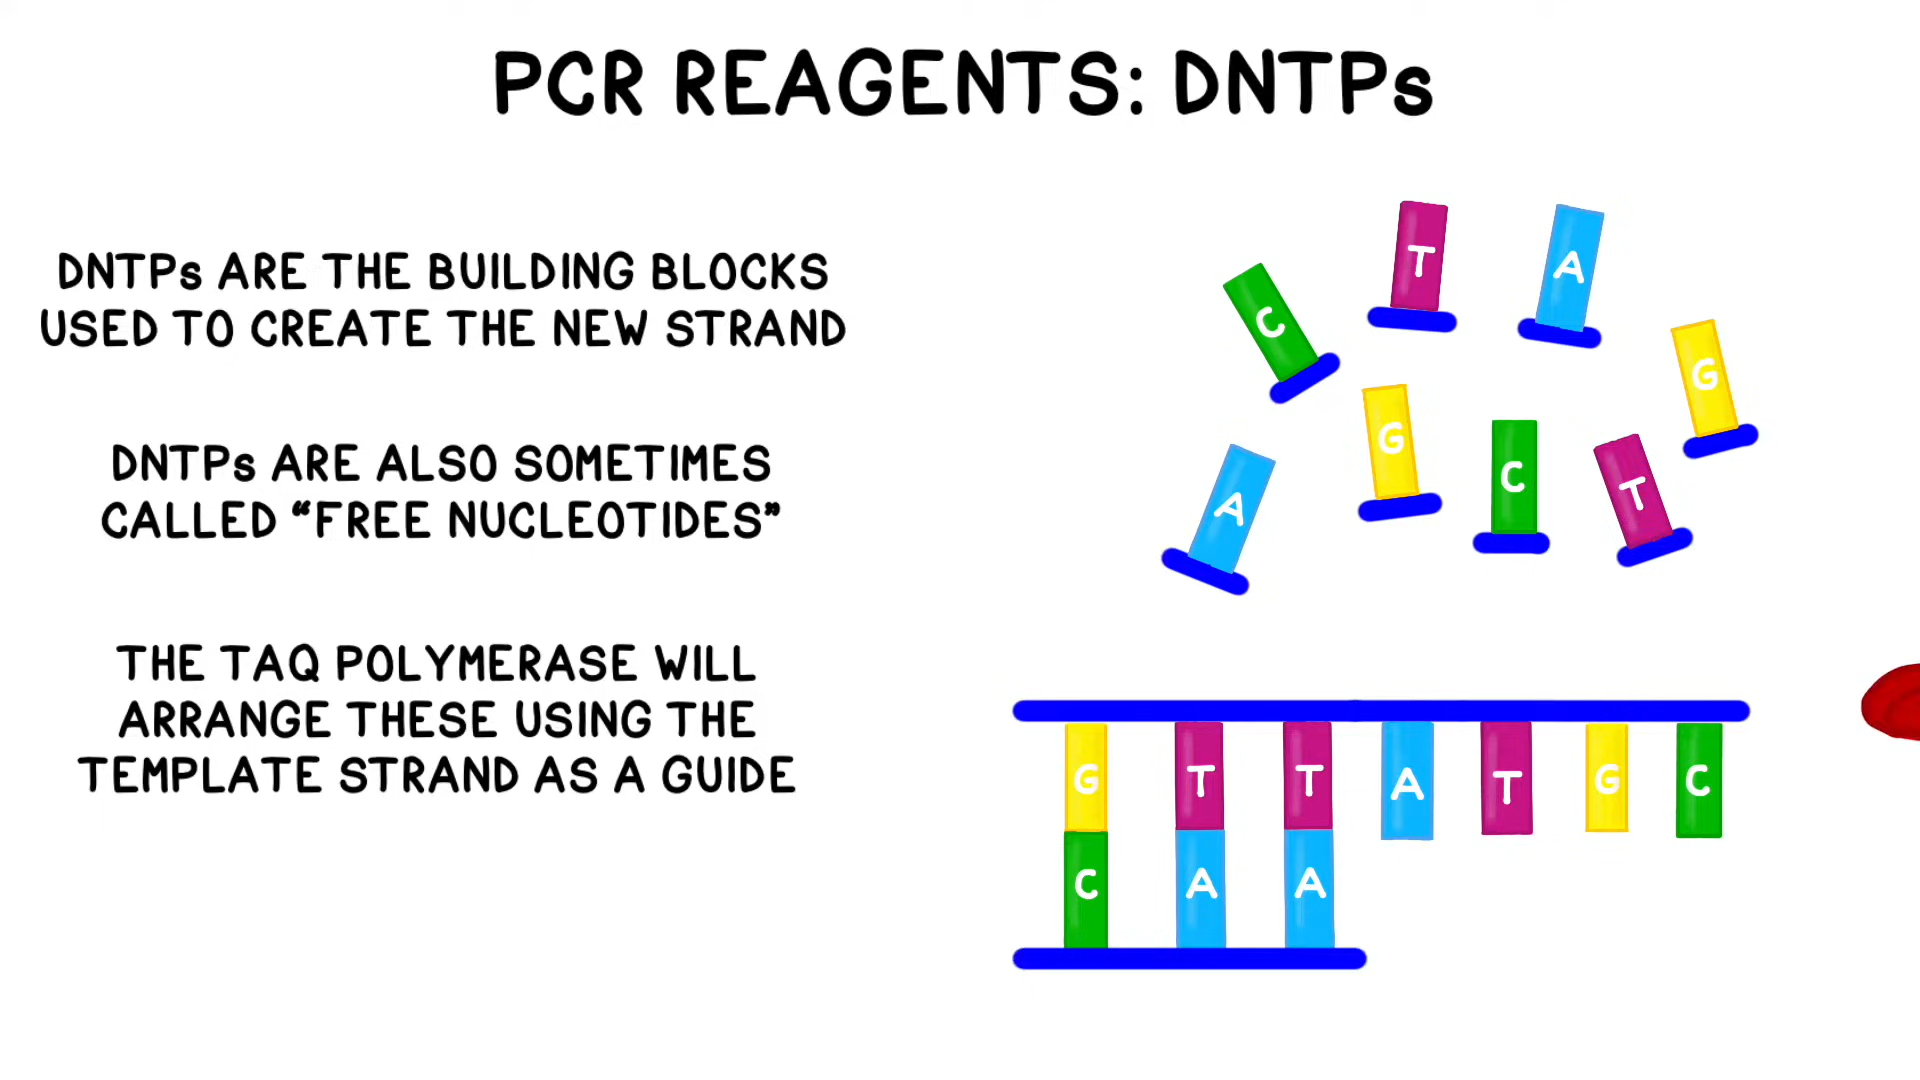 PCR REAGENTS: DNTPs
DNTPs ARE THE BUILDING BLOCKS
USED TO CREATE THE NEW STRAND
DNTPs ARE ALSO SOMETIMES
CALLED “FREE NUCLEOTIDES”
THE TAQ POLYMERASE WILL
ARRANGE THESE USING THE
TEMPLATE STRAND AS A GUIDE
T A
C
G
G
C T
A
G T T A T G C
C A A